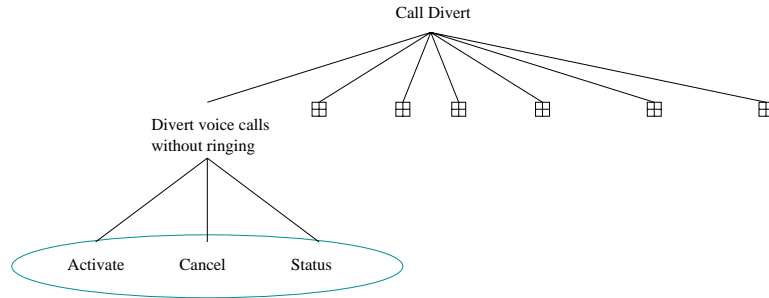 Call Divert
Divert voice calls
without ringing
Activate
Cancel
Status